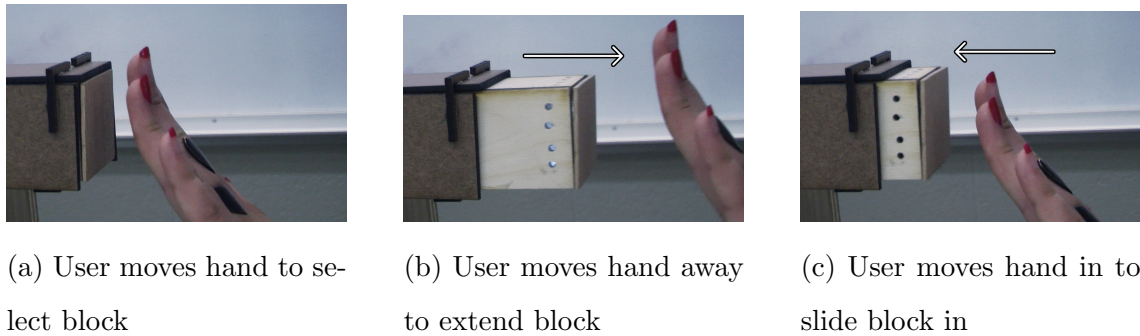 (a) User moves hand to se-
lect block
(b) User moves hand away
to extend block
(c) User moves hand in to
slide block in